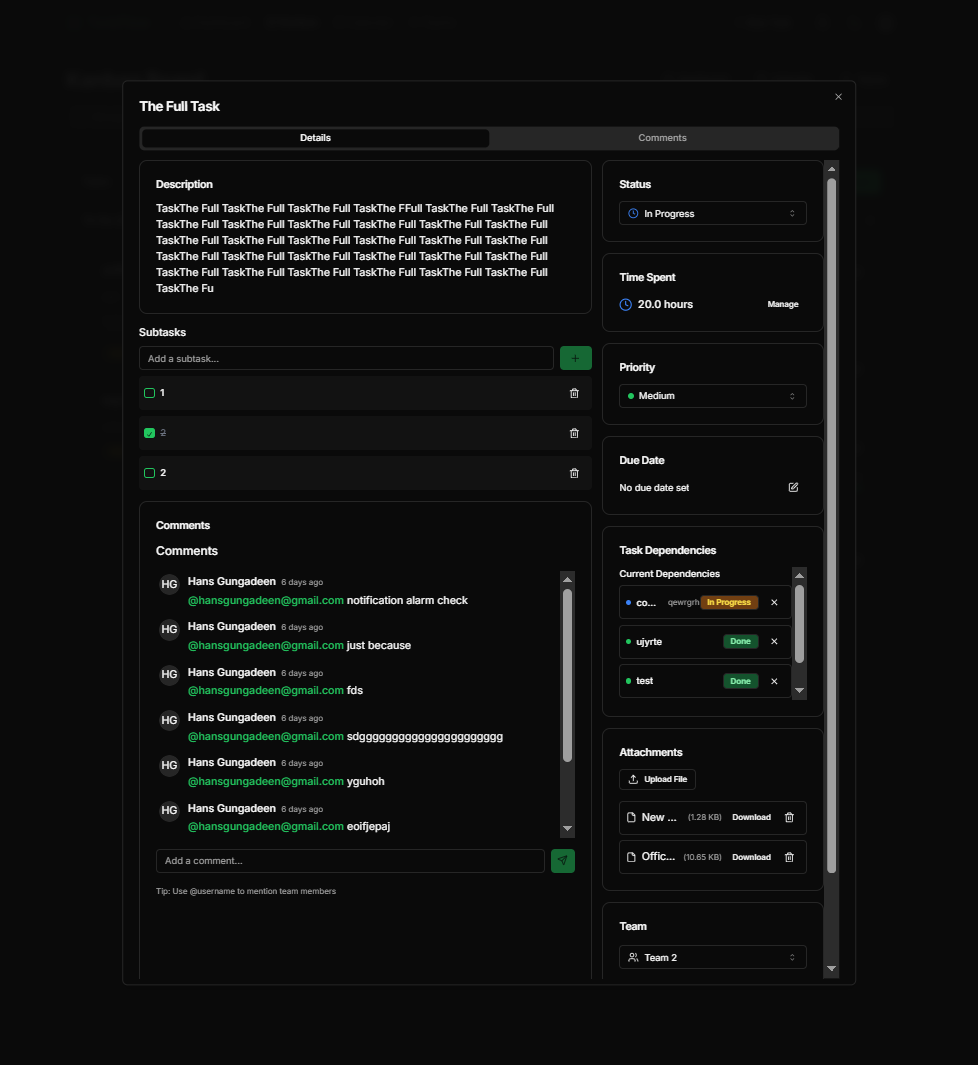 The Full Task
Details
Comments
Description
TaskThe Full TaskThe Full TaskThe Full TaskThe FFull TaskThe Full TaskThe Full
TaskThe Full TaskThe Full TaskThe Full TaskThe Full TaskThe Full TaskThe Full
TaskThe Full TaskThe Full TaskThe Full TaskThe Full TaskThe Full TaskThe Full
TaskThe Full TaskThe Full TaskThe Full TaskThe Full TaskThe Full TaskThe Full
TaskThe Full TaskThe Full TaskThe Full TaskThe Full TaskThe Full TaskThe Full
TaskThe Fu
Subtasks
Add a subtask...
1
2
2
Comments
Comments
HG Hans Gungadeen 6 days ago
@hansgungadeen@gmail.com notification alarm check
HG Hans Gungadeen 6 days ago
@hansgungadeen@gmail.com just because
HG Hans Gungadeen 6 days ago
@hansgungadeen@gmail.com fds
HG Hans Gungadeen 6 days ago
@hansgungadeen@gmail.com sdgggggggggggggggggggggg
HG Hans Gungadeen 6 days ago
@hansgungadeen@gmail.com yguhoh
HG Hans Gungadeen 6 days ago
@hansgungadeen@gmail.com eoifjepaj
Add a comment...
Tip: Use @username to mention team members
Status
In Progress
Time Spent
20.0 hours Manage
Priority
Medium
Due Date
No due date set
Task Dependencies
Current Dependencies
co... qewrgrh In Progress
ujyrte Done
test Done
Attachments
Upload File
New ... (1.28 KB) Download
Offic... (10.65 KB) Download
Team
Team 2